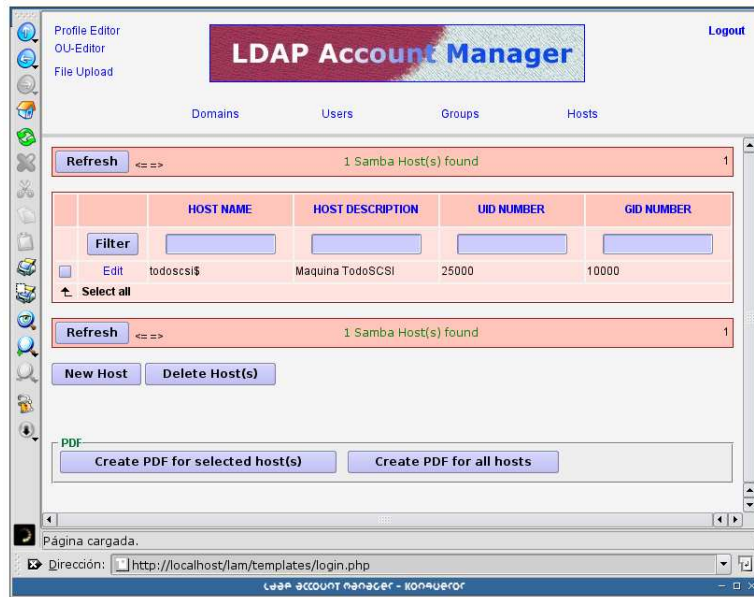 Profile Editor
OU-Editor
File Upload
LDAP Account Manager
Logout
Domains Users Groups Hosts
Refresh <= => 1 Samba Host(s) found 1
HOST NAME HOST DESCRIPTION UID NUMBER GID NUMBER
Filter
Edit todoscsi$ Maquina TodoSCSI 25000 10000
Select all
Refresh <= => 1 Samba Host(s) found 1
New Host Delete Host(s)
PDF
Create PDF for selected host(s) Create PDF for all hosts
Página cargada.
Dirección: http://localhost/lam/templates/login.php
LDAP Account Manager - Konqueror